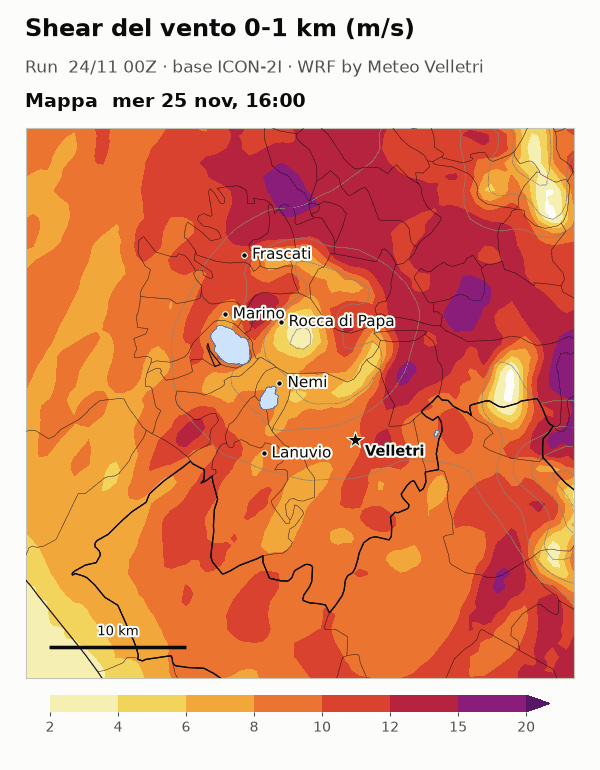 Shear del vento 0-1 km (m/s)
Run  24/11 00Z · base ICON-2I · WRF by Meteo Velletri
Mappa  mer 25 nov, 16:00
Frascati
Marino
Rocca di Papa
Nemi
Velletri
Lanuvio
10 km
2 4 6 8 10 12 15 20